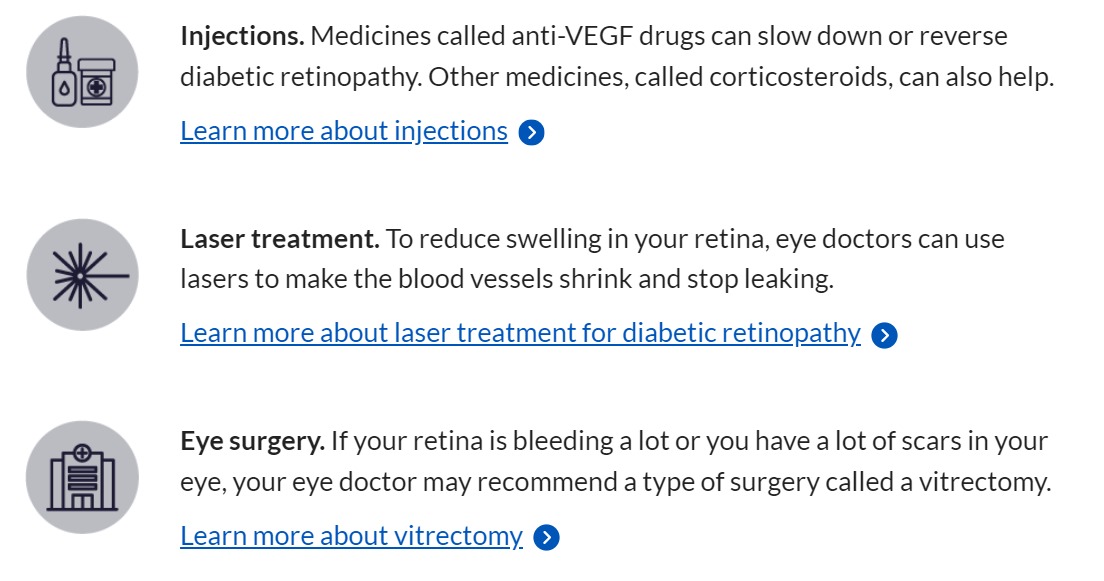 Injections. Medicines called anti-VEGF drugs can slow down or reverse
diabetic retinopathy. Other medicines, called corticosteroids, can also help.
Learn more about injections
Laser treatment. To reduce swelling in your retina, eye doctors can use
lasers to make the blood vessels shrink and stop leaking.
Learn more about laser treatment for diabetic retinopathy
Eye surgery. If your retina is bleeding a lot or you have a lot of scars in your
eye, your eye doctor may recommend a type of surgery called a vitrectomy.
Learn more about vitrectomy